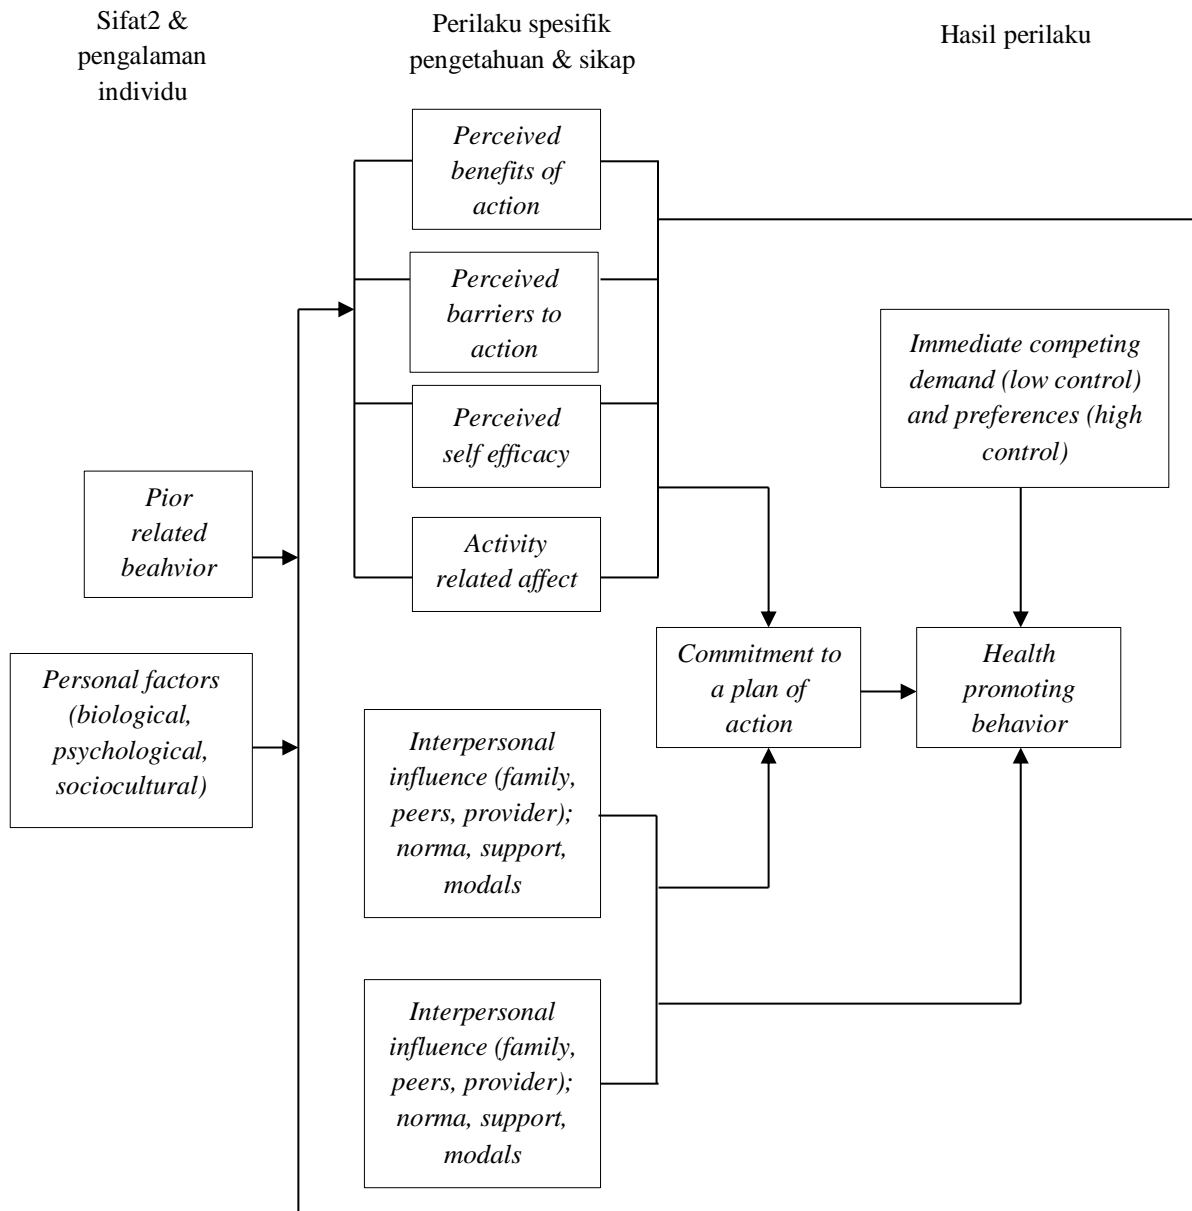 Sifat2 &
pengalaman
individu
Perilaku spesifik
pengetahuan & sikap
Hasil perilaku
Perceived
benefits of
action
Perceived
barriers to
action
Perceived
self efficacy
Activity
related affect
Pior
related
beahvior
Personal factors
(biological,
psychological,
sociocultural)
Interpersonal
influence (family,
peers, provider);
norma, support,
modals
Interpersonal
influence (family,
peers, provider);
norma, support,
modals
Commitment to
a plan of
action
Immediate competing
demand (low control)
and preferences (high
control)
Health
promoting
behavior